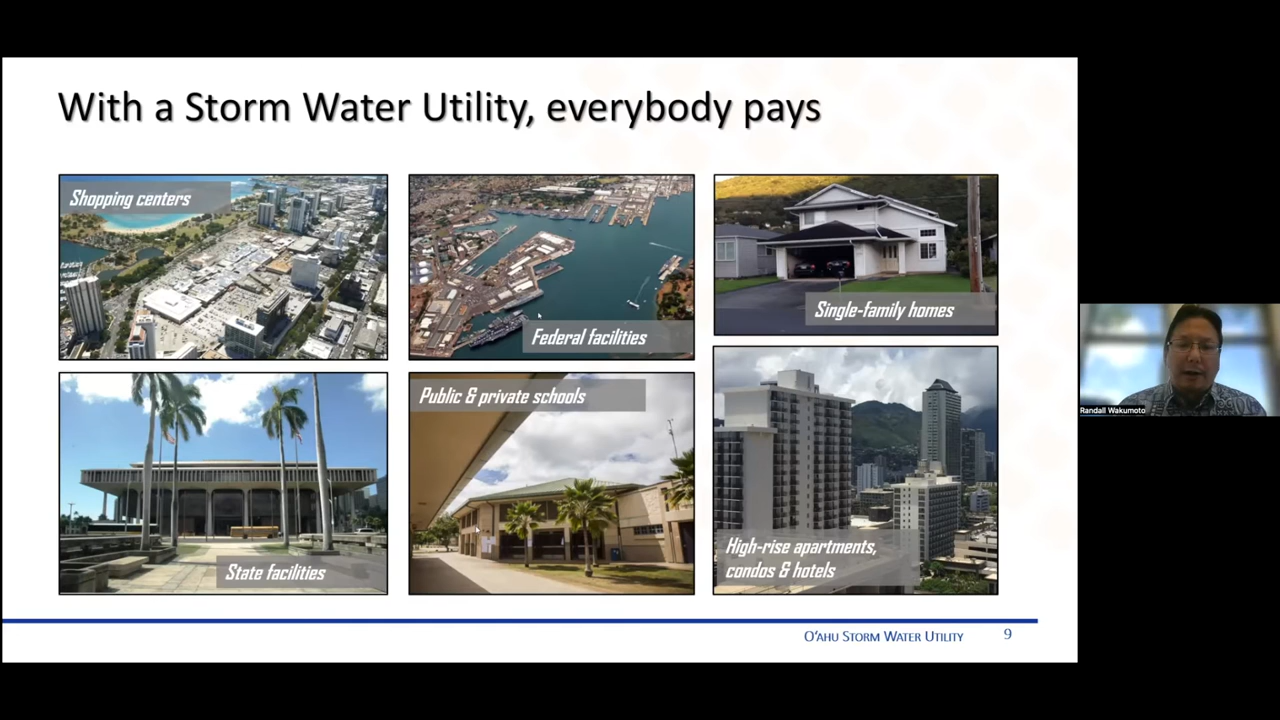 With a Storm Water Utility, everybody pays
Shopping centers
Federal facilities
Single-family homes
State facilities
Public & private schools
High-rise apartments,
condos & hotels
O‘AHU STORM WATER UTILITY
9
Randall Wakumoto